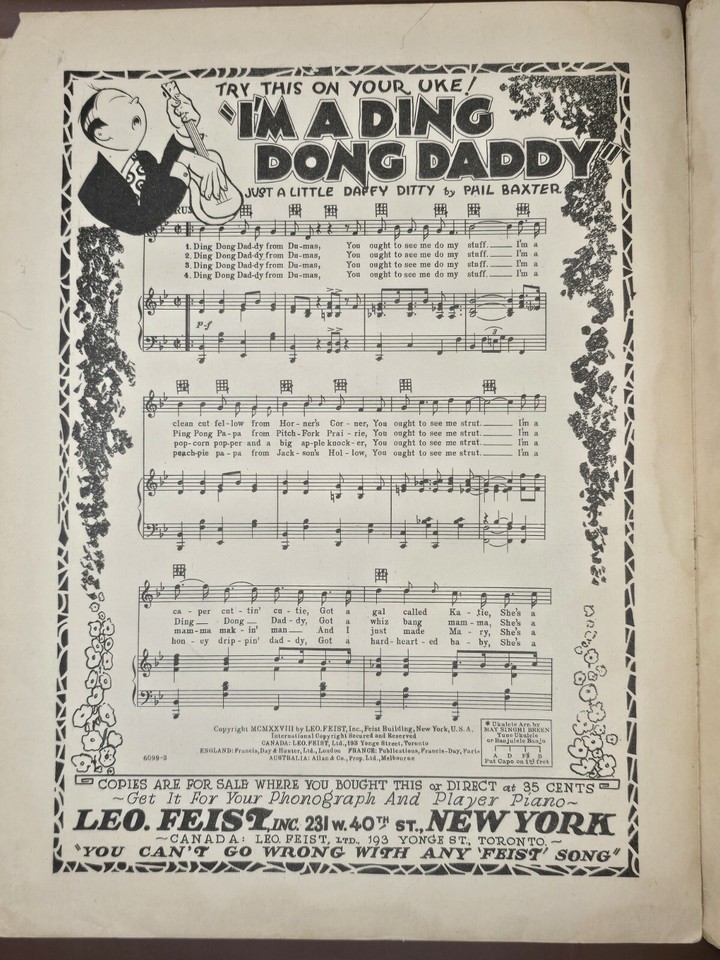 TRY THIS ON YOUR UKE!
"I'M A DING
DONG DADDY"
JUST A LITTLE DAFFY DITTY by PHIL BAXTER
1. Ding Dong Dad-dy from Du-mas, You ought to see me do my stuff. I'm a
2. Ding Dong Dad-dy from Du-mas, You ought to see me do my stuff. I'm a
3. Ding Dong Dad-dy from Du-mas, You ought to see me do my stuff. I'm a
4. Ding Dong Dad-dy from Du-mas, You ought to see me do my stuff. I'm a
p-f
3
clean cut fel-low from Hor-ner's Cor-ner, You ought to see me strut. I'm a
Ping Pong Pa-pa from Pitch-Fork Prai-rie, You ought to see me strut. I'm a
pop-corn pop-per and a big ap-ple knock-er, You ought to see me strut. I'm a
peach-pie pa-pa from Jack-son's Hol-low, You ought to see me strut. I'm a
ca-per cut-tin' cu-tie, Got a gal called Ka-tie, She's a
Ding Dong Dad-dy, Got a whiz bang mam-ma, She's a
mam-ma mak-in' man And I just made Ma-ry, She's a
hon-ey drip-pin' dad-dy, Got a hard-heart-ed ba-by, She's a
Copyright MCMXXVIII by LEO. FEIST, Inc., Feist Building, New York, U.S.A.
International Copyright Secured and Reserved
CANADA: LEO. FEIST, Ltd., 193 Yonge Street, Toronto
ENGLAND: Francis, Day & Hunter, Ltd., London FRANCE: Publications, Francis-Day, Paris
6099-3 AUSTRALIA: Allan & Co., Prop. Ltd., Melbourne
* Ukulele Arr. by
MAY SINGHI BREEN
Tune Ukulele
or Banjulele Banjo
A D F# B
Put Capo on 1st fret
COPIES ARE FOR SALE WHERE YOU BOUGHT THIS or DIRECT at 35 CENTS
~Get It For Your Phonograph And Player Piano~
LEO. FEIST, INC. 231 W. 40TH ST., NEW YORK
~CANADA: LEO. FEIST, LTD., 193 YONGE ST., TORONTO.~
"YOU CAN'T GO WRONG WITH ANY 'FEIST' SONG"